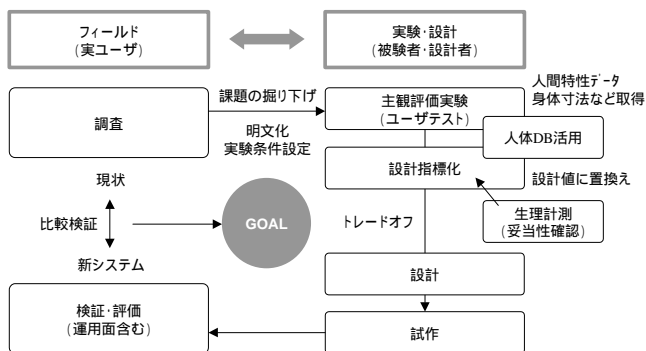 フィールド
(実ユーザ)
実験・設計
(被験者・設計者)
人間特性データ
身体寸法など取得
調査
課題の掘り下げ
明文化
実験条件設定
主観評価実験
(ユーザテスト)
人体DB活用
設計指標化
設計値に置換え
生理計測
(妥当性確認)
現状
比較検証
新システム
GOAL
トレードオフ
設計
検証・評価
(運用面含む)
試作